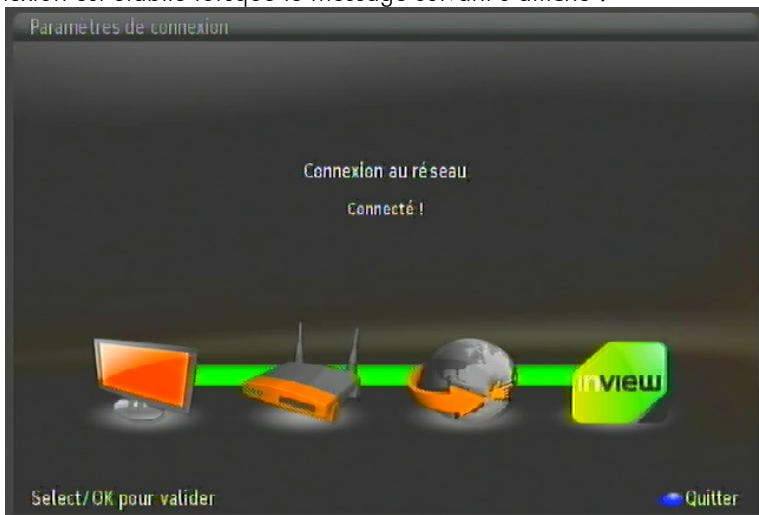 Paramètres de connexion
Connexion au réseau
Connecté !
inview
Select/OK pour valider
Quitter